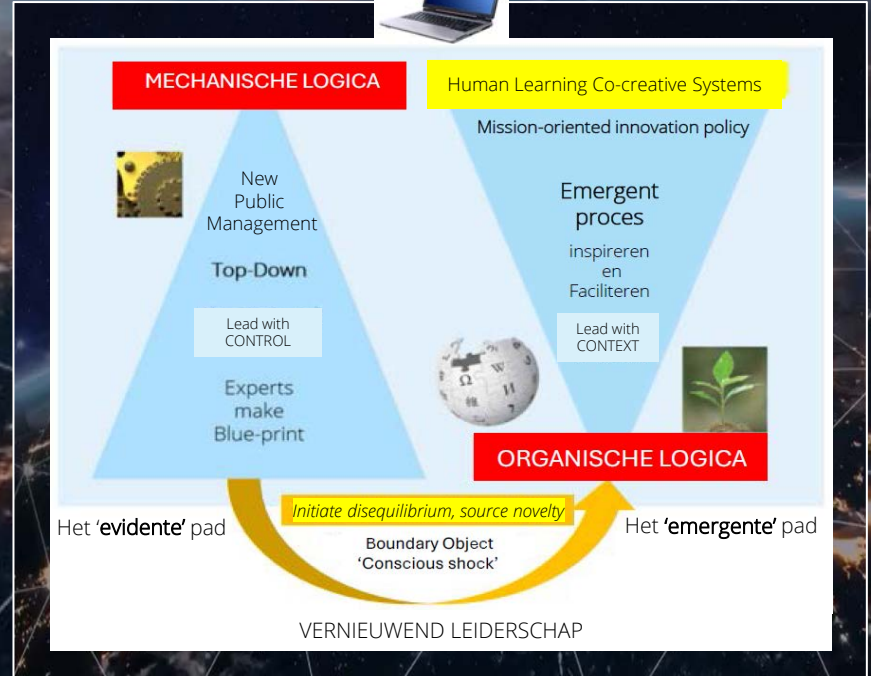 MECHANISCHE LOGICA
New
Public
Management
Top-Down
Lead with
CONTROL
Experts
make
Blue-print
Human Learning Co-creative Systems
Mission-oriented innovation policy
Emergent
proces
inspireren
en
Faciliteren
Lead with
CONTEXT
Ω W
И
ORGANISCHE LOGICA
Het ‘evidente’ pad
Initiate disequilibrium, source novelty
Boundary Object
‘Conscious shock’
Het ‘emergente’ pad
VERNIEUWEND LEIDERSCHAP